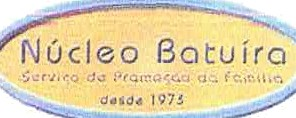 Núcleo Batuíra
Serviço de Promoção da Família
desde 1973